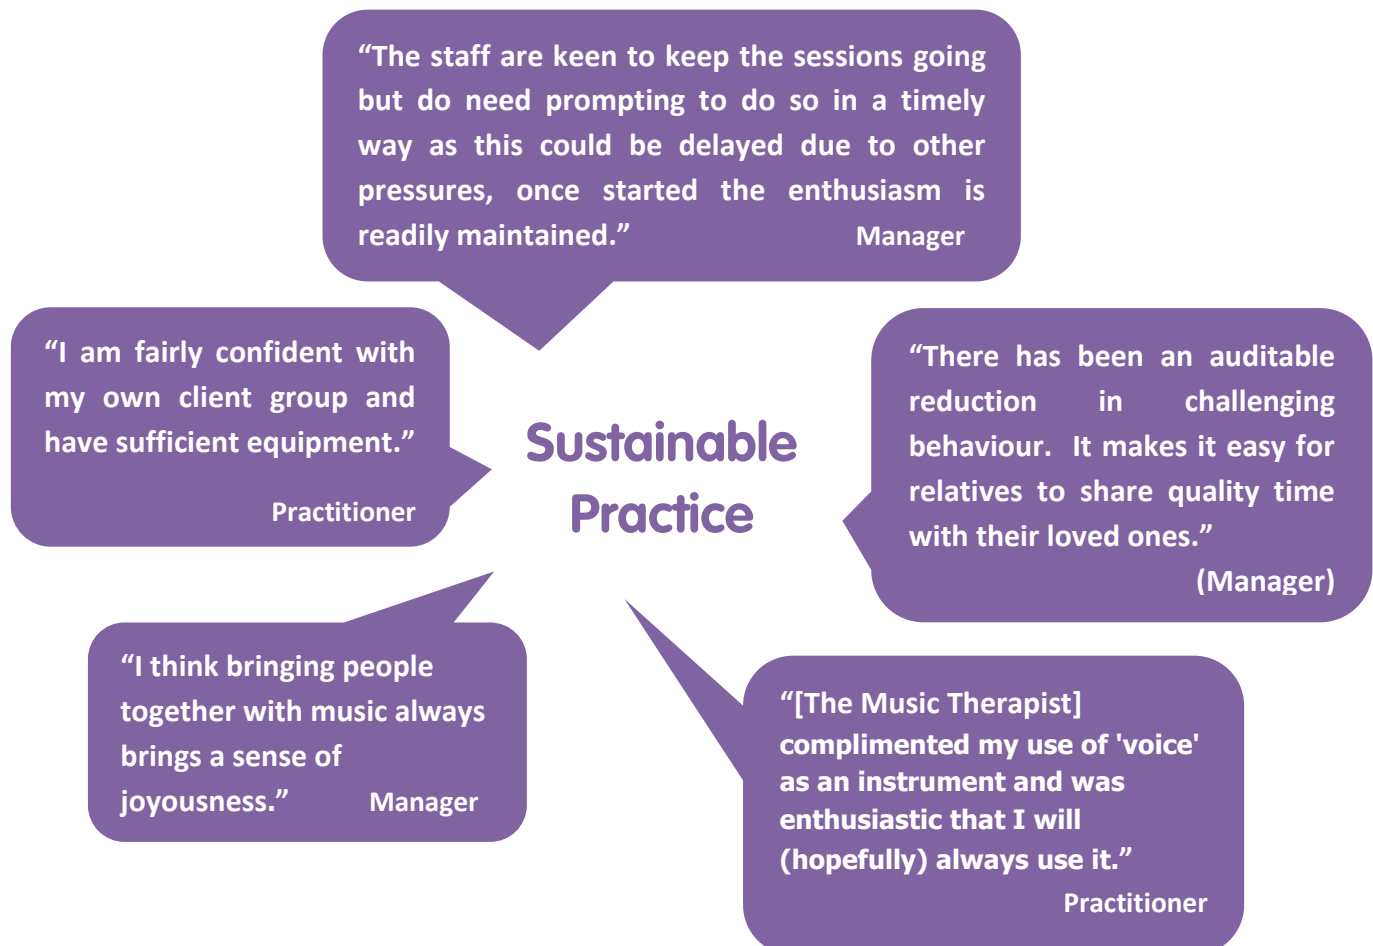 “The staff are keen to keep the sessions going
but do need prompting to do so in a timely
way as this could be delayed due to other
pressures, once started the enthusiasm is
readily maintained.” Manager
“I am fairly confident with
my own client group and
have sufficient equipment.”
Practitioner
Sustainable
Practice
“There has been an auditable
reduction in challenging
behaviour. It makes it easy for
relatives to share quality time
with their loved ones.”
(Manager)
“I think bringing people
together with music always
brings a sense of
joyousness.” Manager
“[The Music Therapist]
complimented my use of 'voice'
as an instrument and was
enthusiastic that I will
(hopefully) always use it.”
Practitioner